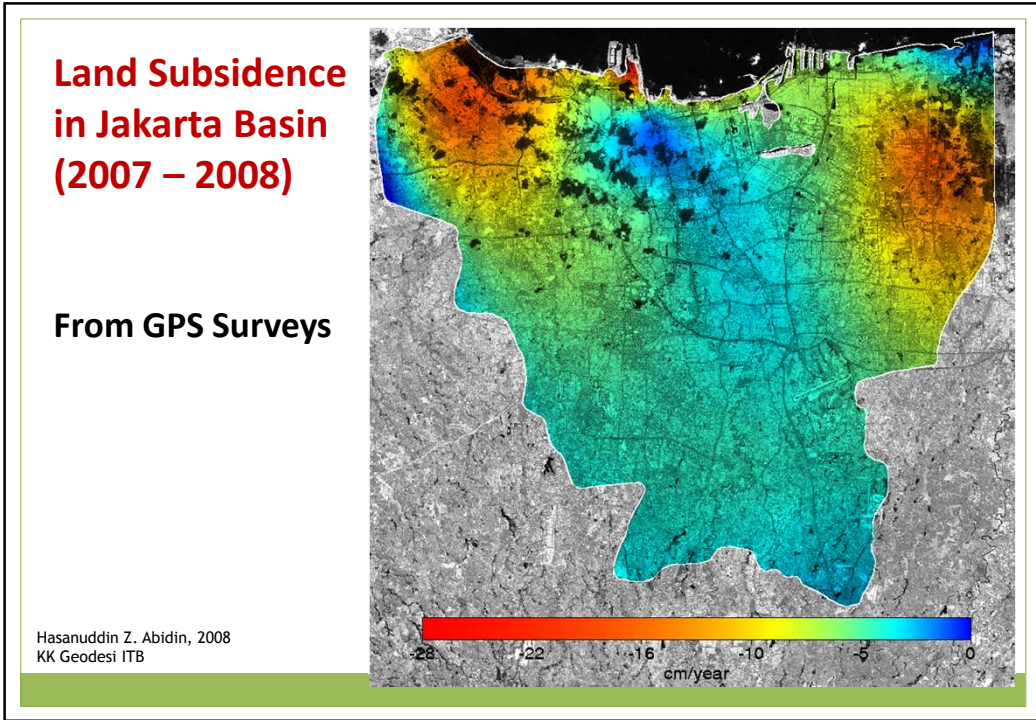 Land Subsidence
in Jakarta Basin
(2007 – 2008)
From GPS Surveys
Hasanuddin Z. Abidin, 2008
KK Geodesi ITB
-28 -22 -16 -10 -5 0
cm/year